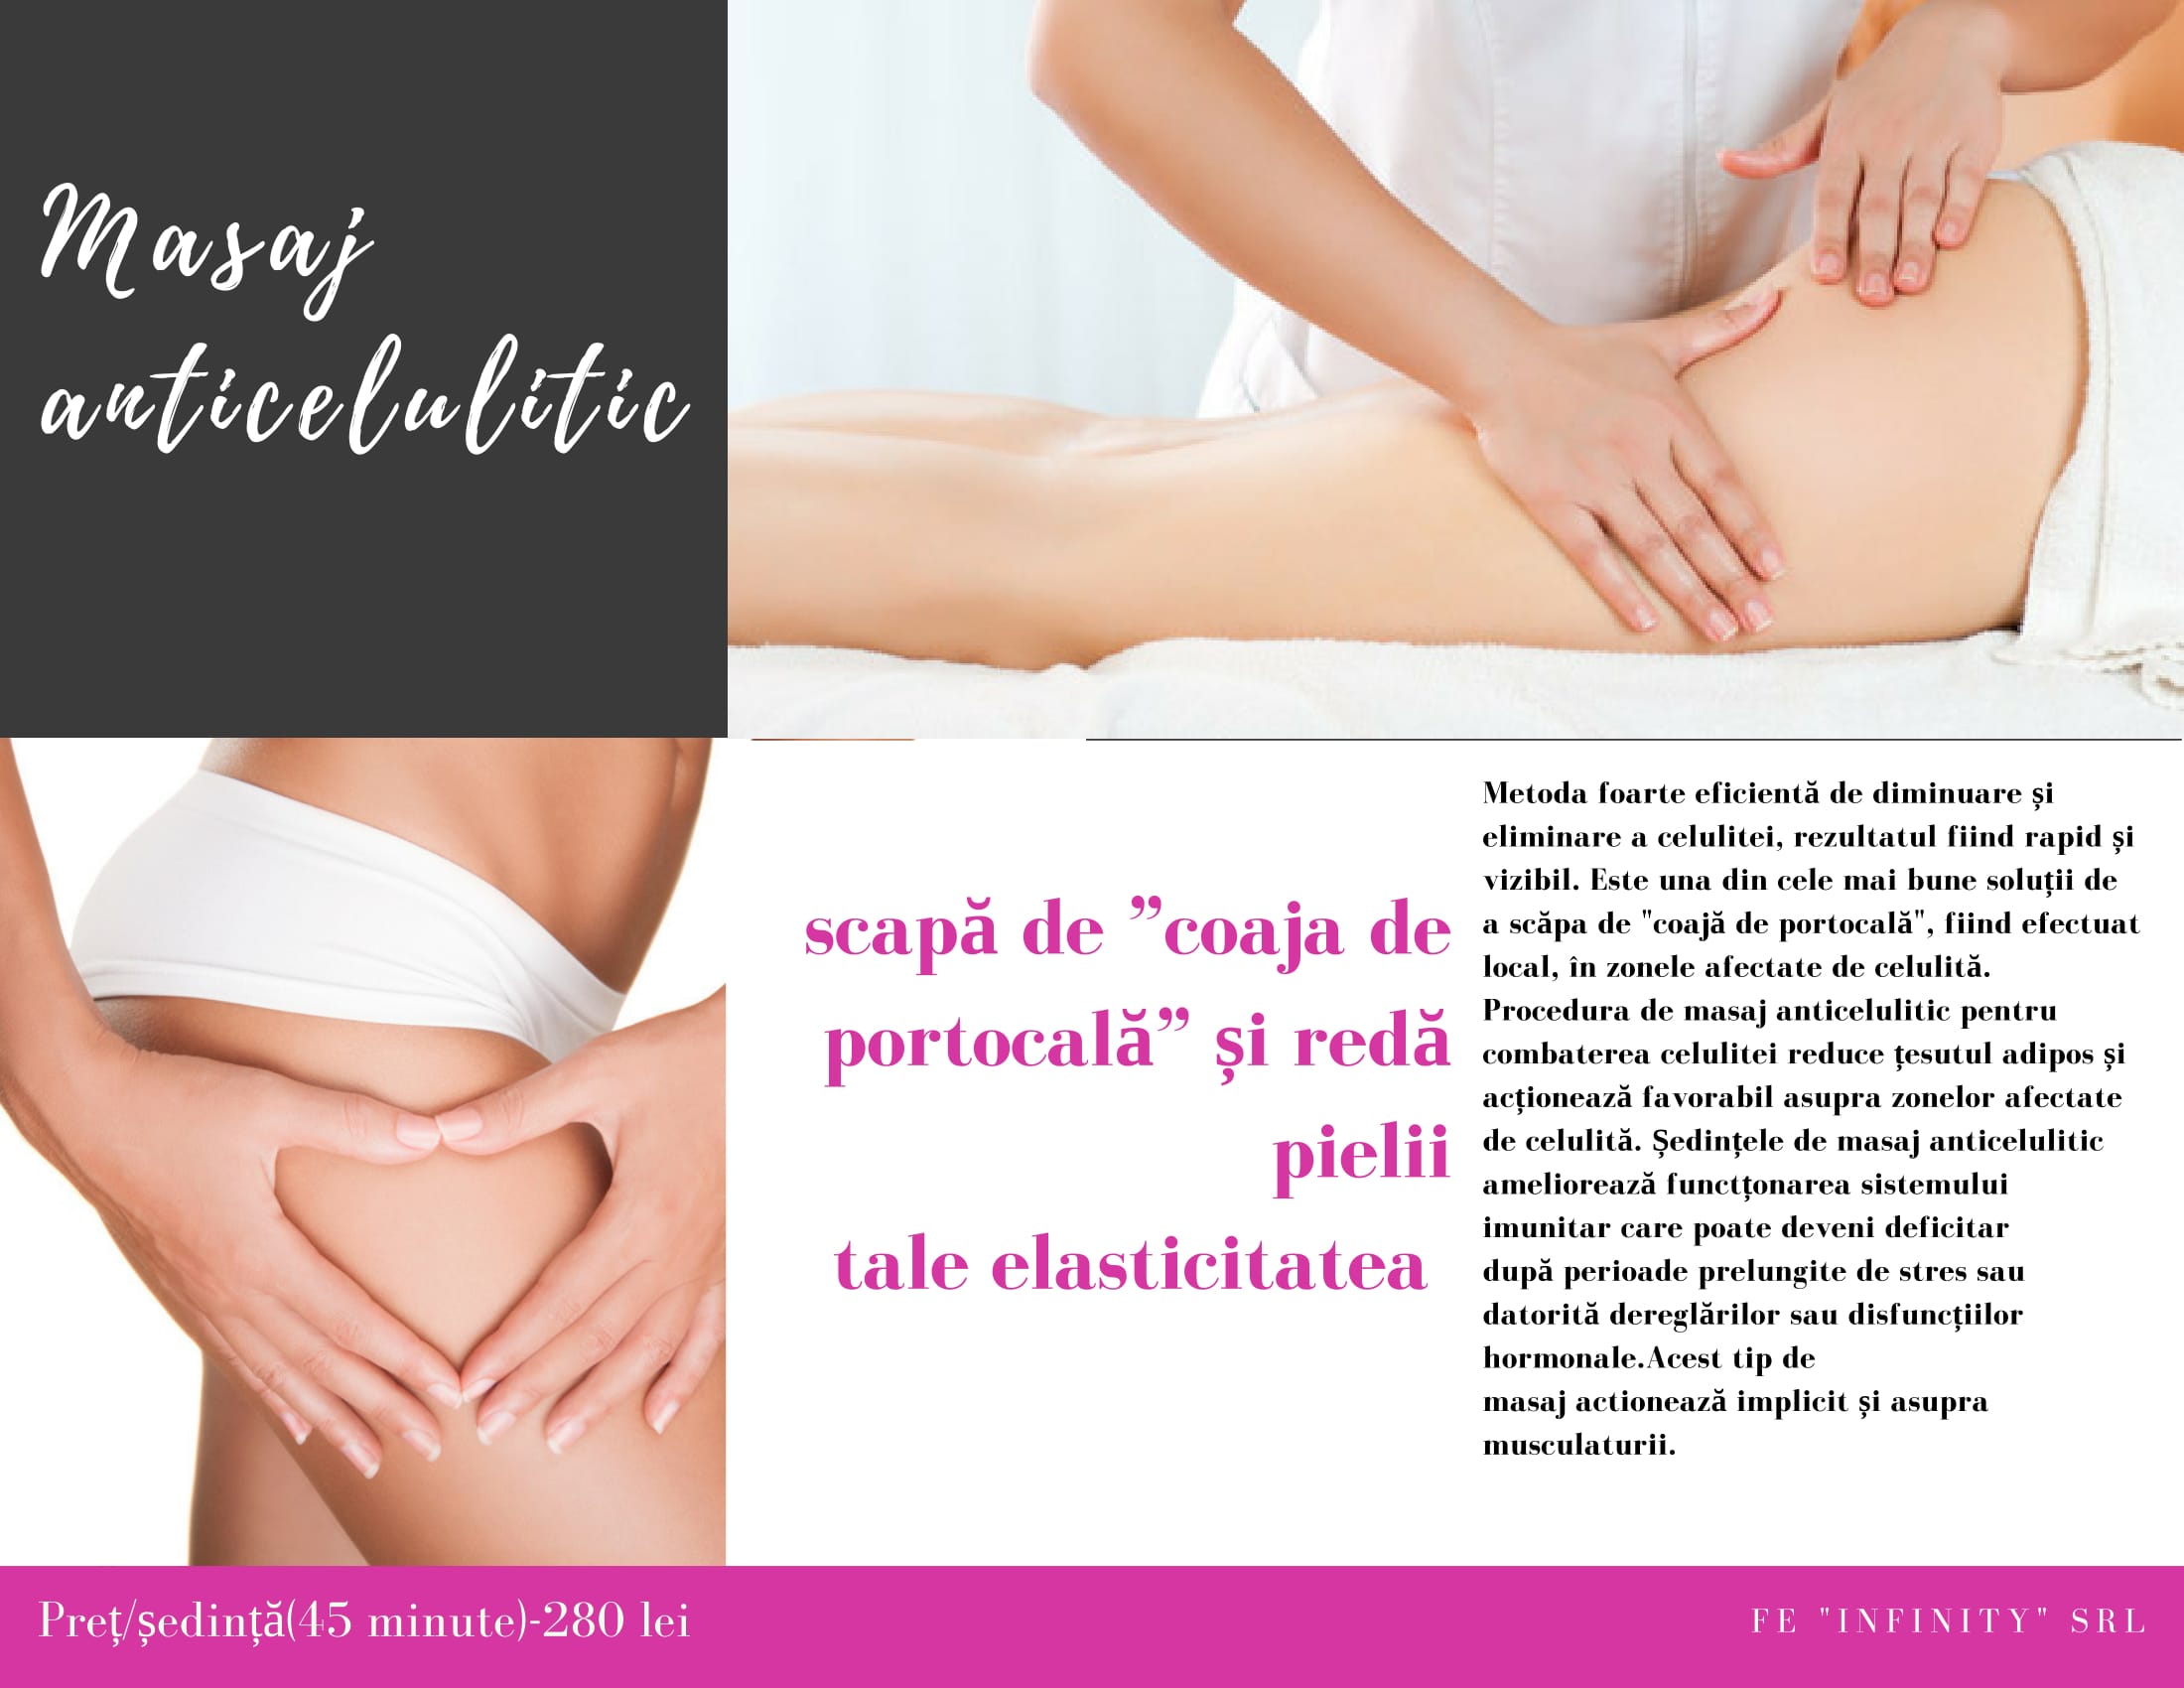 Masaj
anticelulitic
scapă de ”coaja de
portocală” și redă
pielii
tale elasticitatea
Metoda foarte eficientă de diminuare și
eliminare a celulitei, rezultatul fiind rapid și
vizibil. Este una din cele mai bune soluții de
a scăpa de "coajă de portocală", fiind efectuat
local, în zonele afectate de celulită.
Procedura de masaj anticelulitic pentru
combaterea celulitei reduce țesutul adipos și
acționează favorabil asupra zonelor afectate
de celulită. Ședințele de masaj anticelulitic
ameliorează functţonarea sistemului
imunitar care poate deveni deficitar
după perioade prelungite de stres sau
datorită dereglărilor sau disfuncțiilor
hormonale.Acest tip de
masaj actionează implicit și asupra
musculaturii.
Preț/ședință(45 minute)-280 lei
FE "INFINITY" SRL